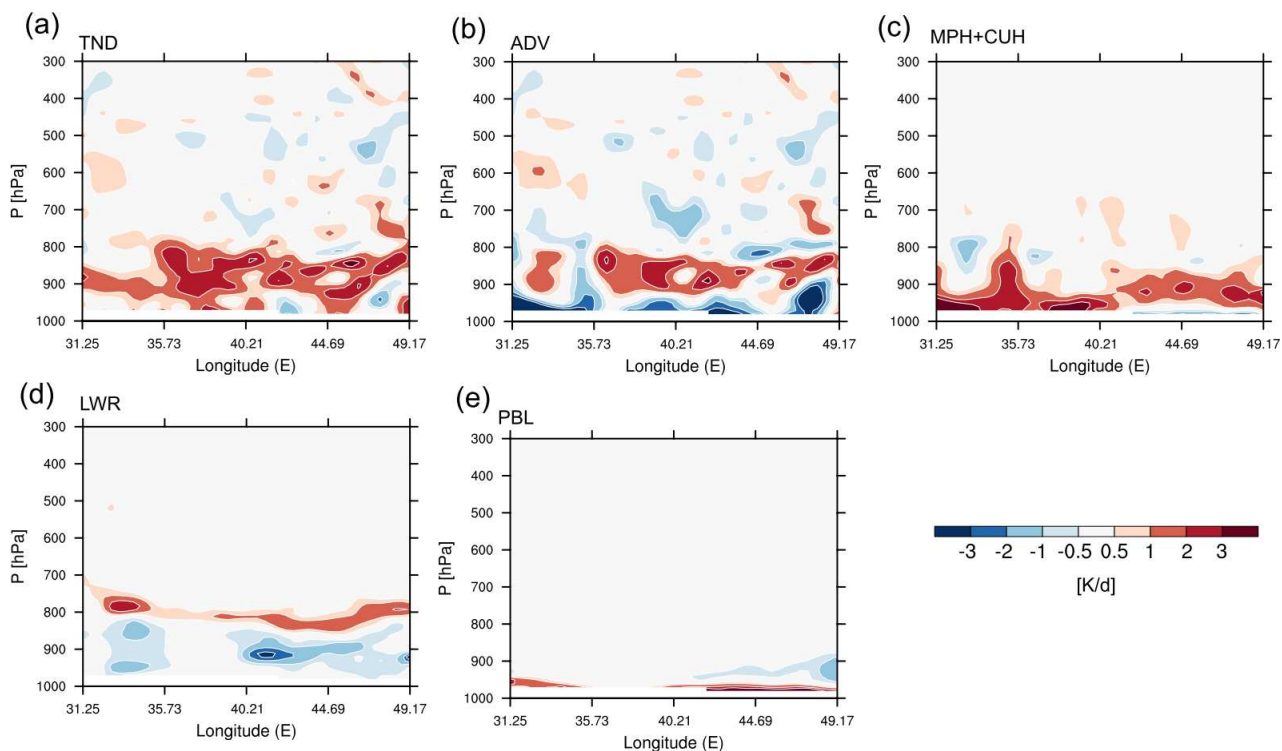 (a) TND
(b) ADV
(c) MPH+CUH
300
400
500
600
700
800
900
1000
P [hPa]
31.25 35.73 40.21 44.69 49.17
Longitude (E)
300
400
500
600
700
800
900
1000
P [hPa]
31.25 35.73 40.21 44.69 49.17
Longitude (E)
300
400
500
600
700
800
900
1000
P [hPa]
31.25 35.73 40.21 44.69 49.17
Longitude (E)
(d) LWR
(e) PBL
300
400
500
600
700
800
900
1000
P [hPa]
31.25 35.73 40.21 44.69 49.17
Longitude (E)
300
400
500
600
700
800
900
1000
P [hPa]
31.25 35.73 40.21 44.69 49.17
Longitude (E)
-3 -2 -1 -0.5 0.5 1 2 3
[K/d]